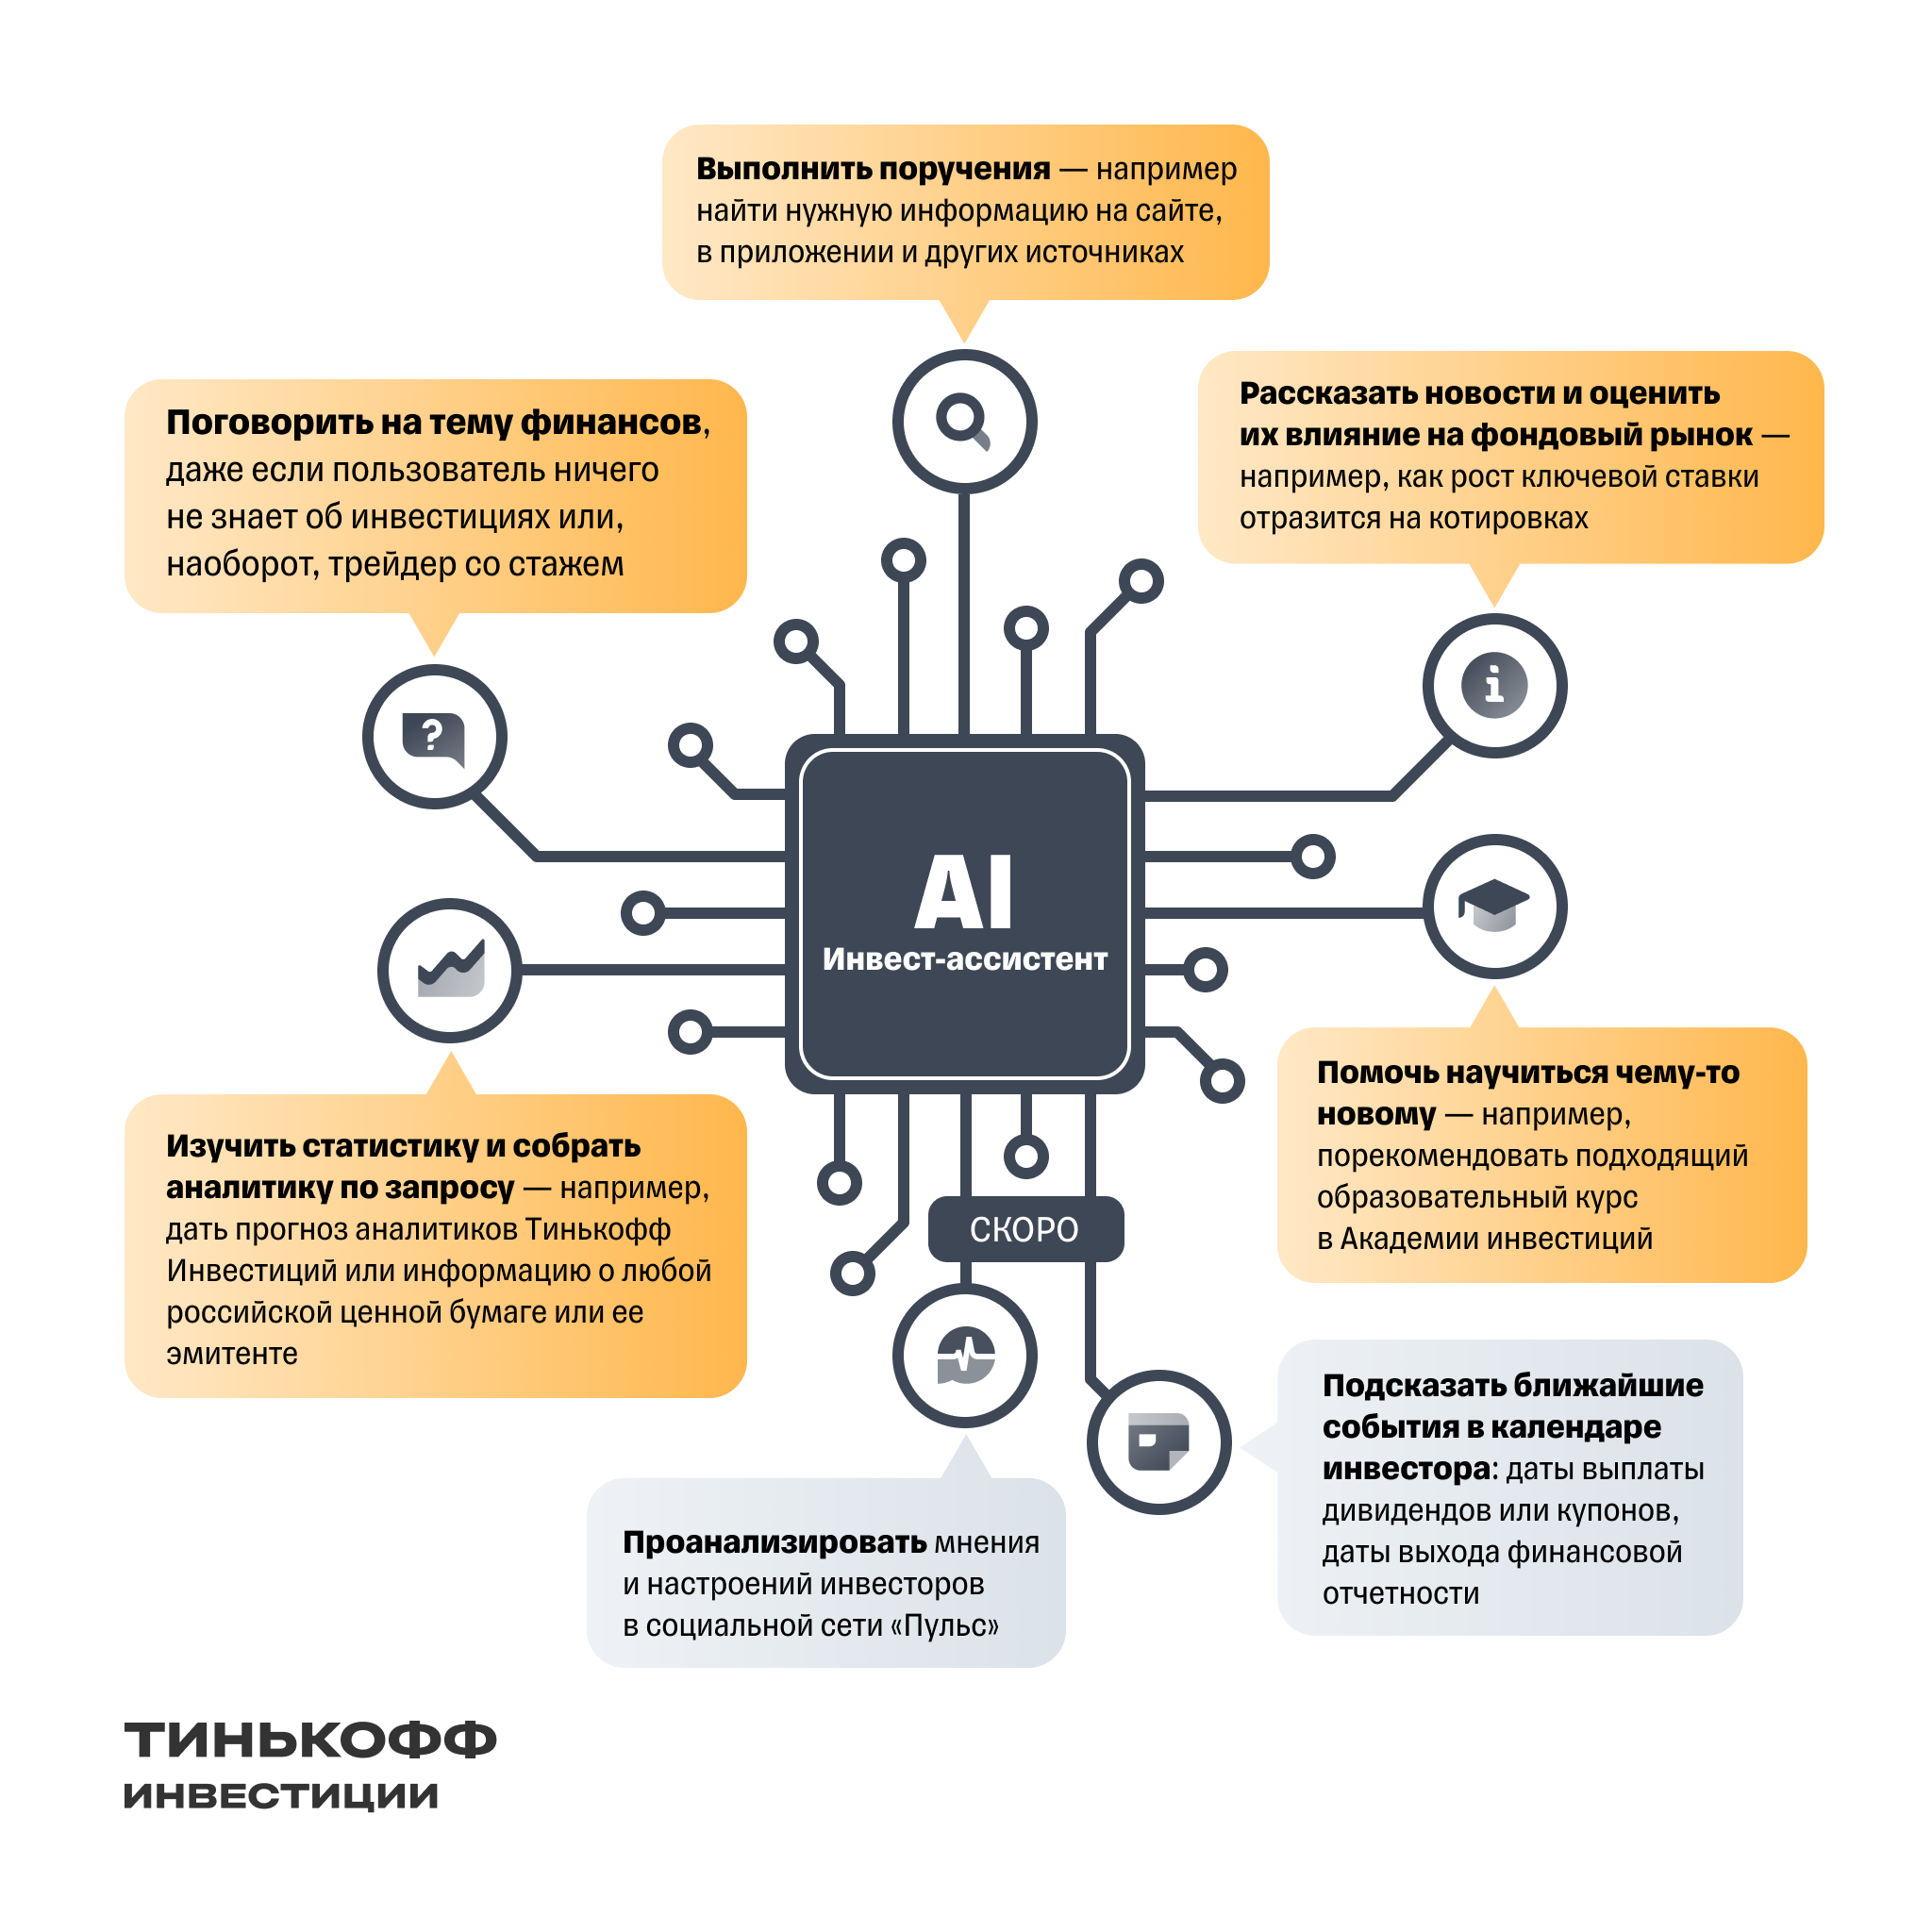 Выполнить поручения — например
найти нужную информацию на сайте,
в приложении и других источниках
Поговорить на тему финансов,
даже если пользователь ничего
не знает об инвестициях или,
наоборот, трейдер со стажем
Рассказать новости и оценить
их влияние на фондовый рынок —
например, как рост ключевой ставки
отразится на котировках
?
i
AI
Инвест-ассистент
Изучить статистику и собрать
аналитику по запросу — например,
дать прогноз аналитиков Тинькофф
Инвестиций или информацию о любой
российской ценной бумаге или ее
эмитенте
Помочь научиться чему-то
новому — например,
порекомендовать подходящий
образовательный курс
в Академии инвестиций
СКОРО
Проанализировать мнения
и настроений инвесторов
в социальной сети «Пульс»
Подсказать ближайшие
события в календаре
инвестора: даты выплаты
дивидендов или купонов,
даты выхода финансовой
отчетности
ТИНЬКОФФ
ИНВЕСТИЦИИ